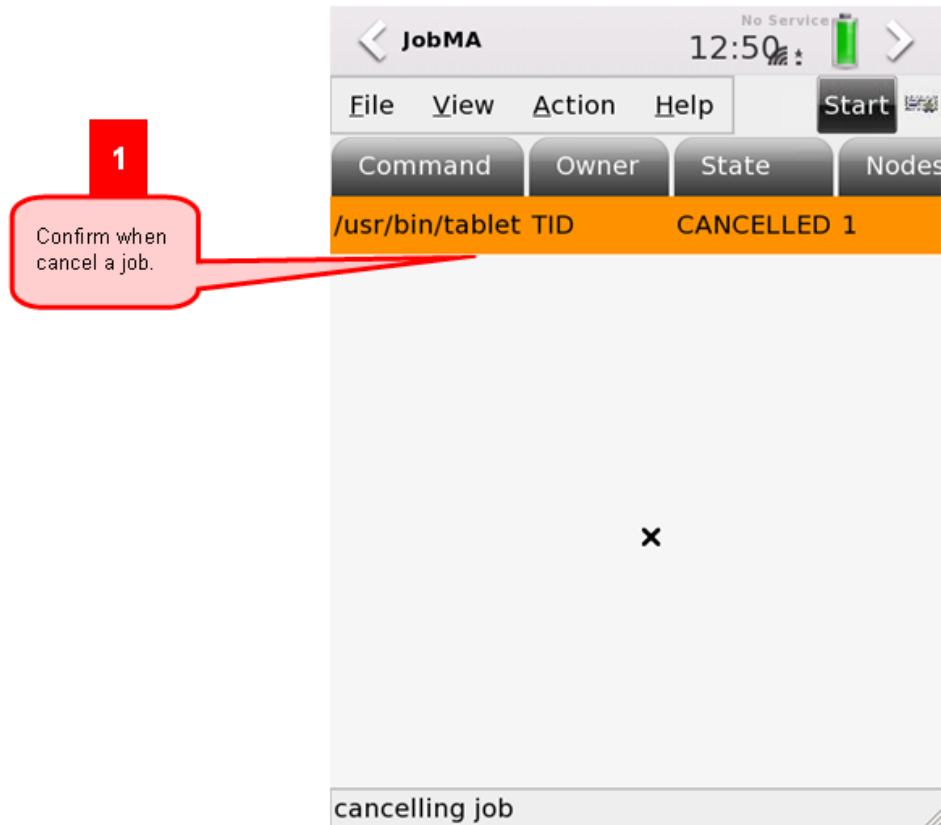 No Service
JobMA
12:50
File View Action Help Start
1
Command Owner State Nodes
/usr/bin/tablet TID CANCELLED 1
Confirm when
cancel a job.
cancelling job